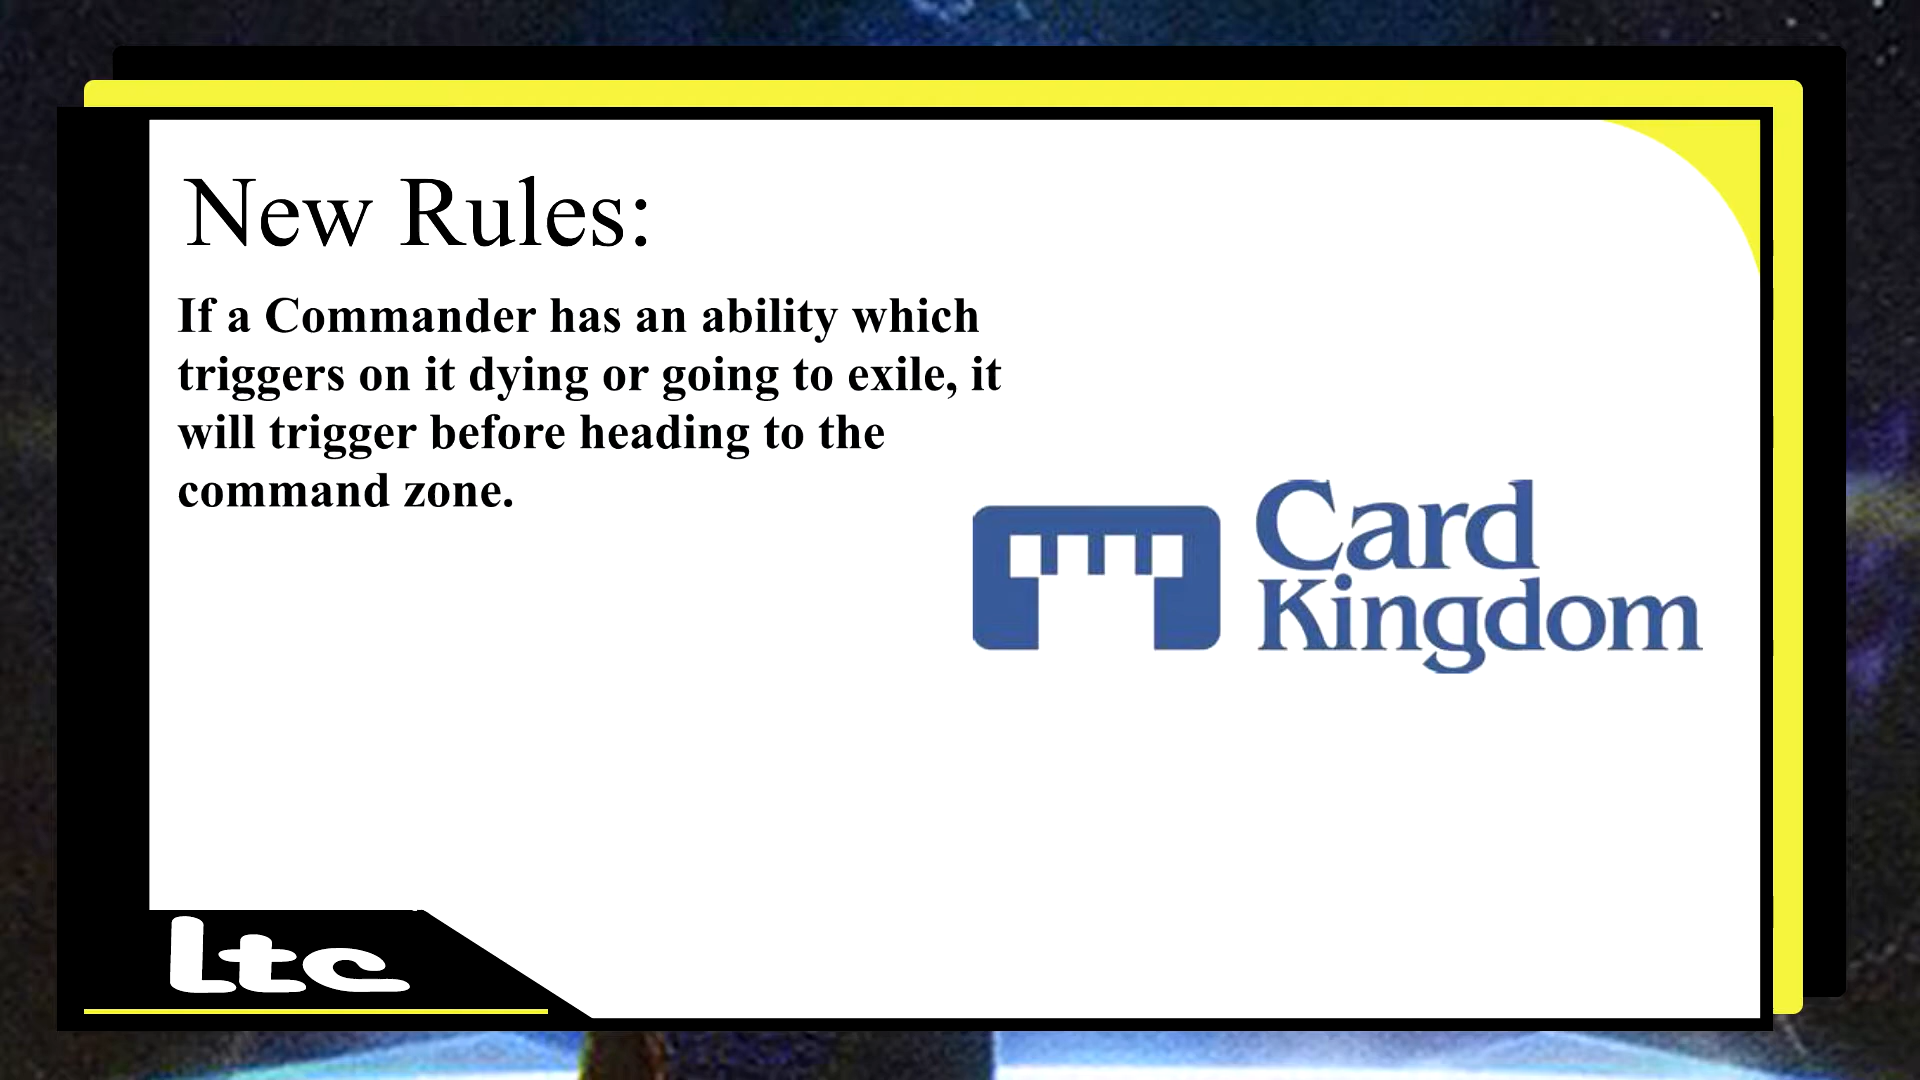 New Rules:
If a Commander has an ability which
triggers on it dying or going to exile, it
will trigger before heading to the
command zone.
Card
Kingdom
Ltc